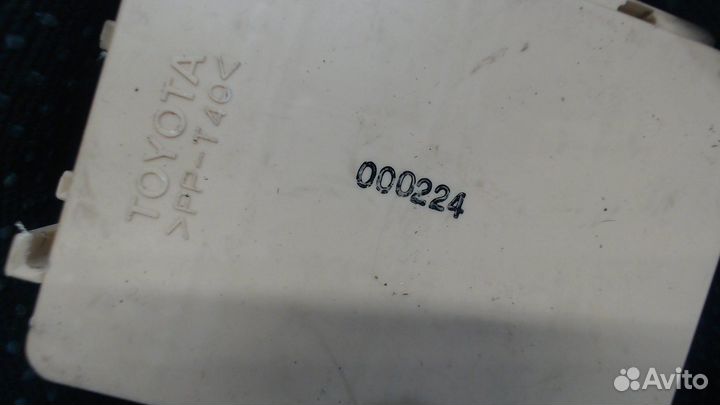 TOYOTA
>PP-T40<
000224
Avito